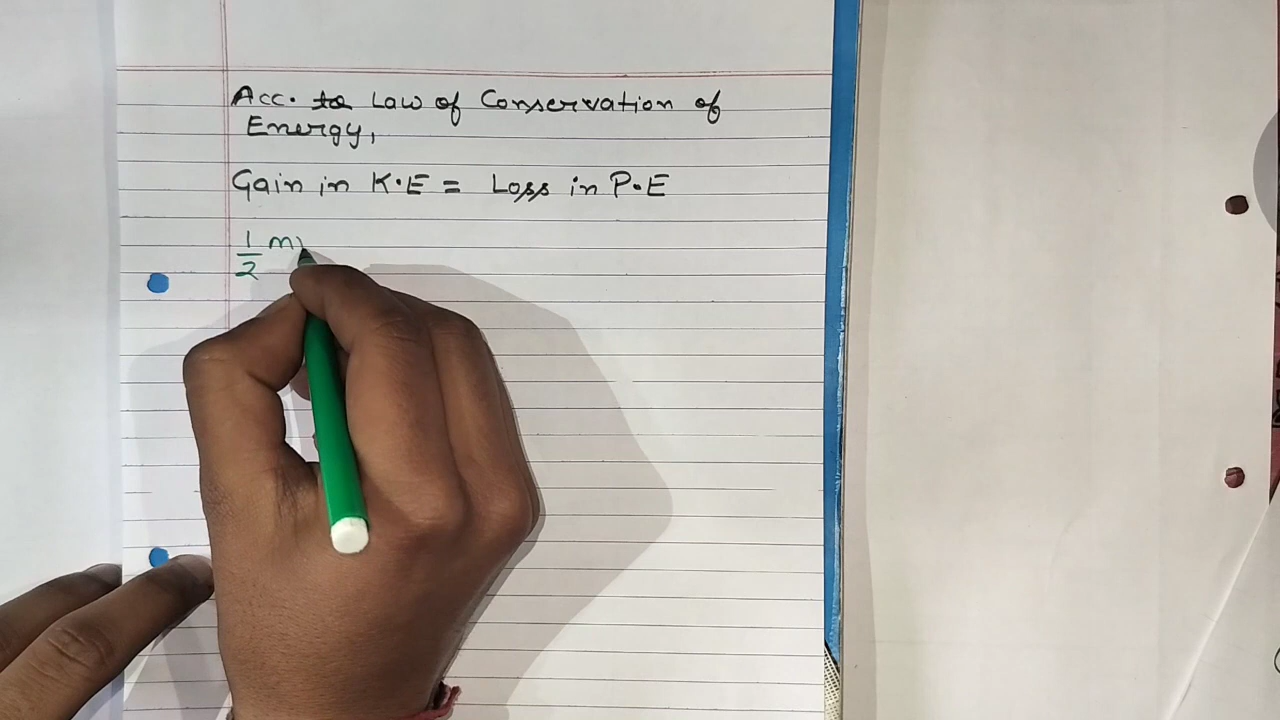 Acc. to Law of Conservation of
Energy,
Gain in K.E = Loss in P.E
1/2 m